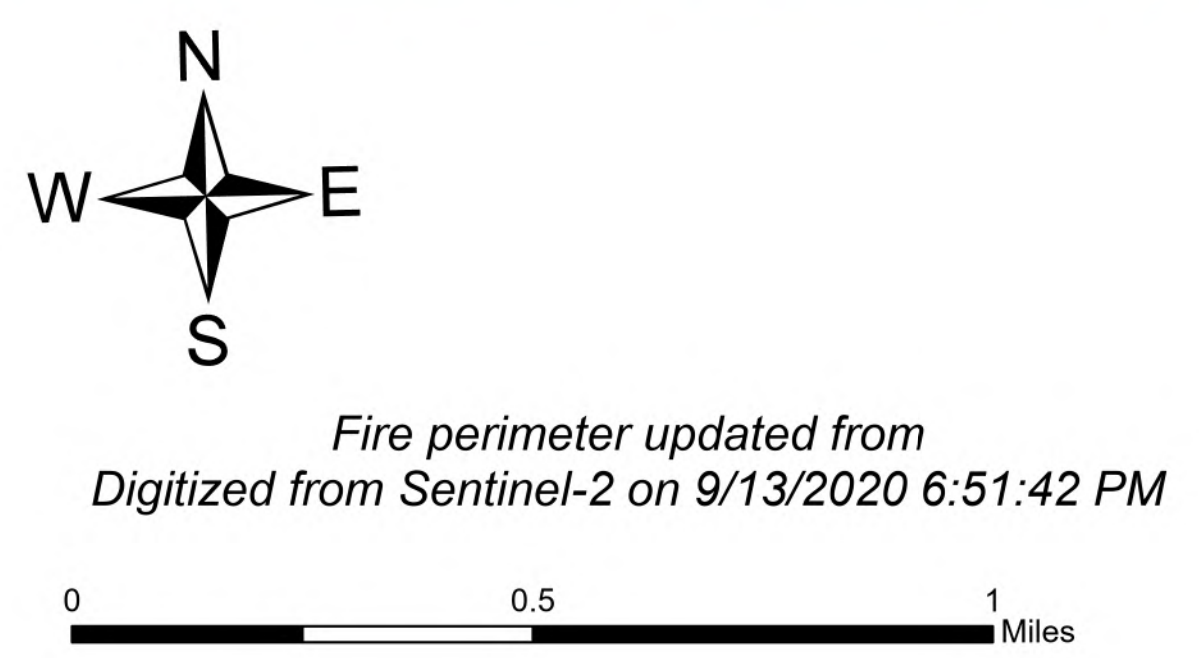 N
W E
S
Fire perimeter updated from
Digitized from Sentinel-2 on 9/13/2020 6:51:42 PM
0 0.5 1
Miles